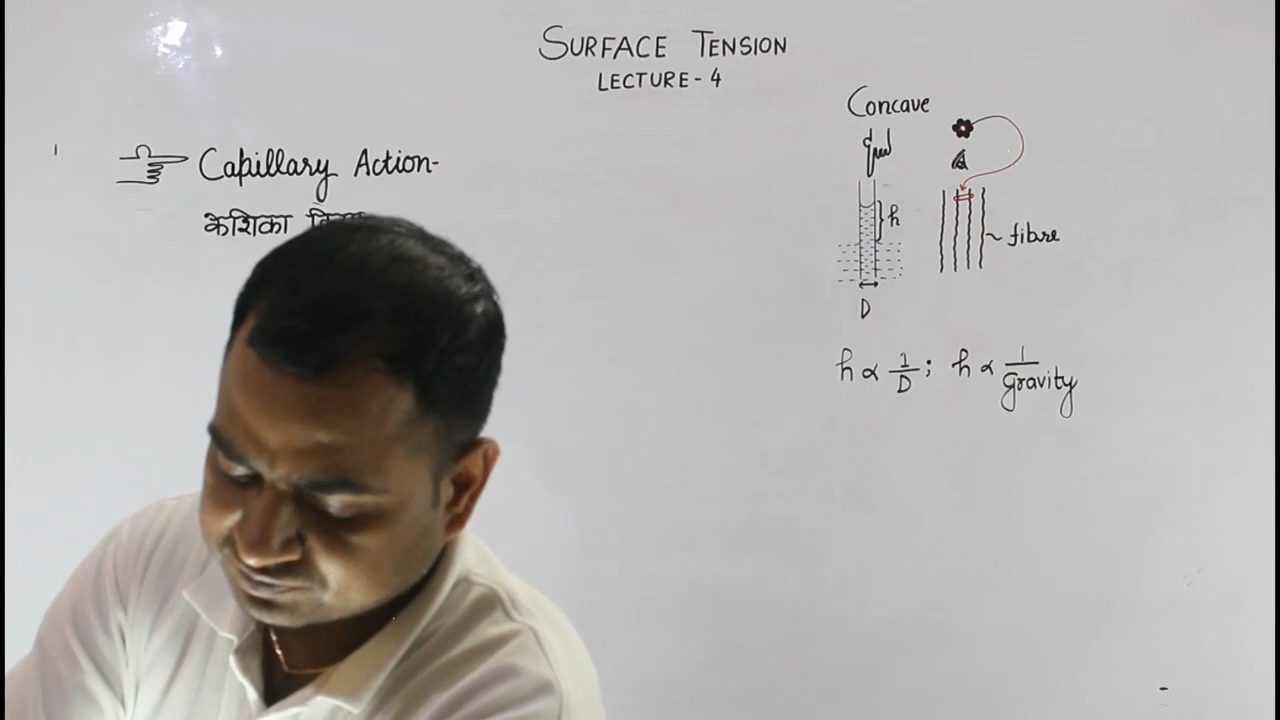 SURFACE TENSION
LECTURE-4
Capillary Action-
केशिका
Concave
h
fibre
D
h ∝ 1/D ; h ∝ 1/gravity